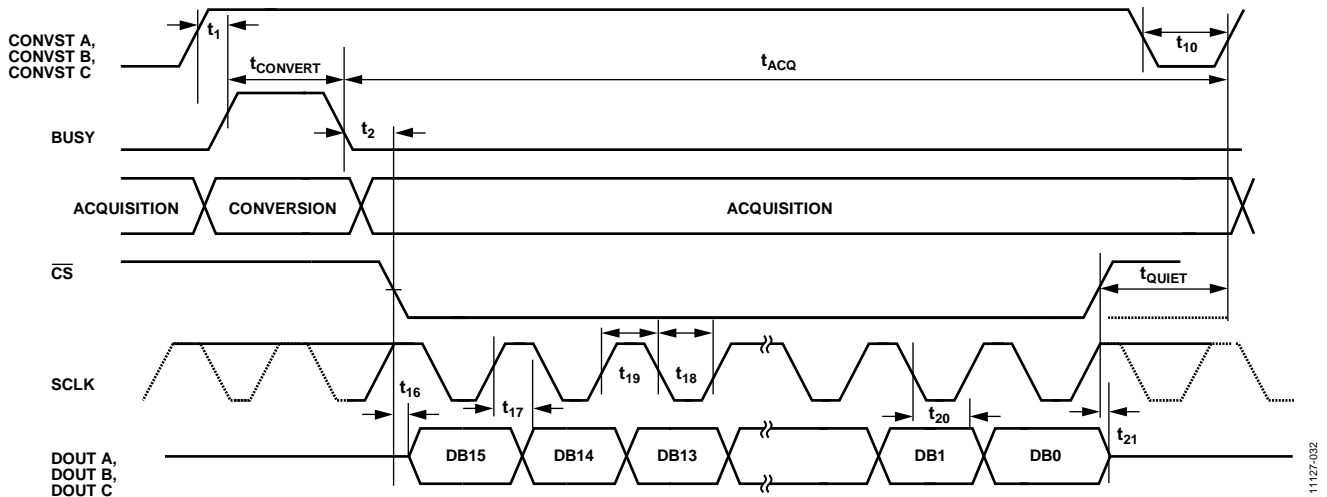 CONVST A,
CONVST B,
CONVST C
t1
tCONVERT
tACQ
t10
BUSY
t2
ACQUISITION
CONVERSION
ACQUISITION
CS
tQUIET
SCLK
t16
t17
t19
t18
t20
t21
DOUT A,
DOUT B,
DOUT C
DB15
DB14
DB13
DB1
DB0
11127-032